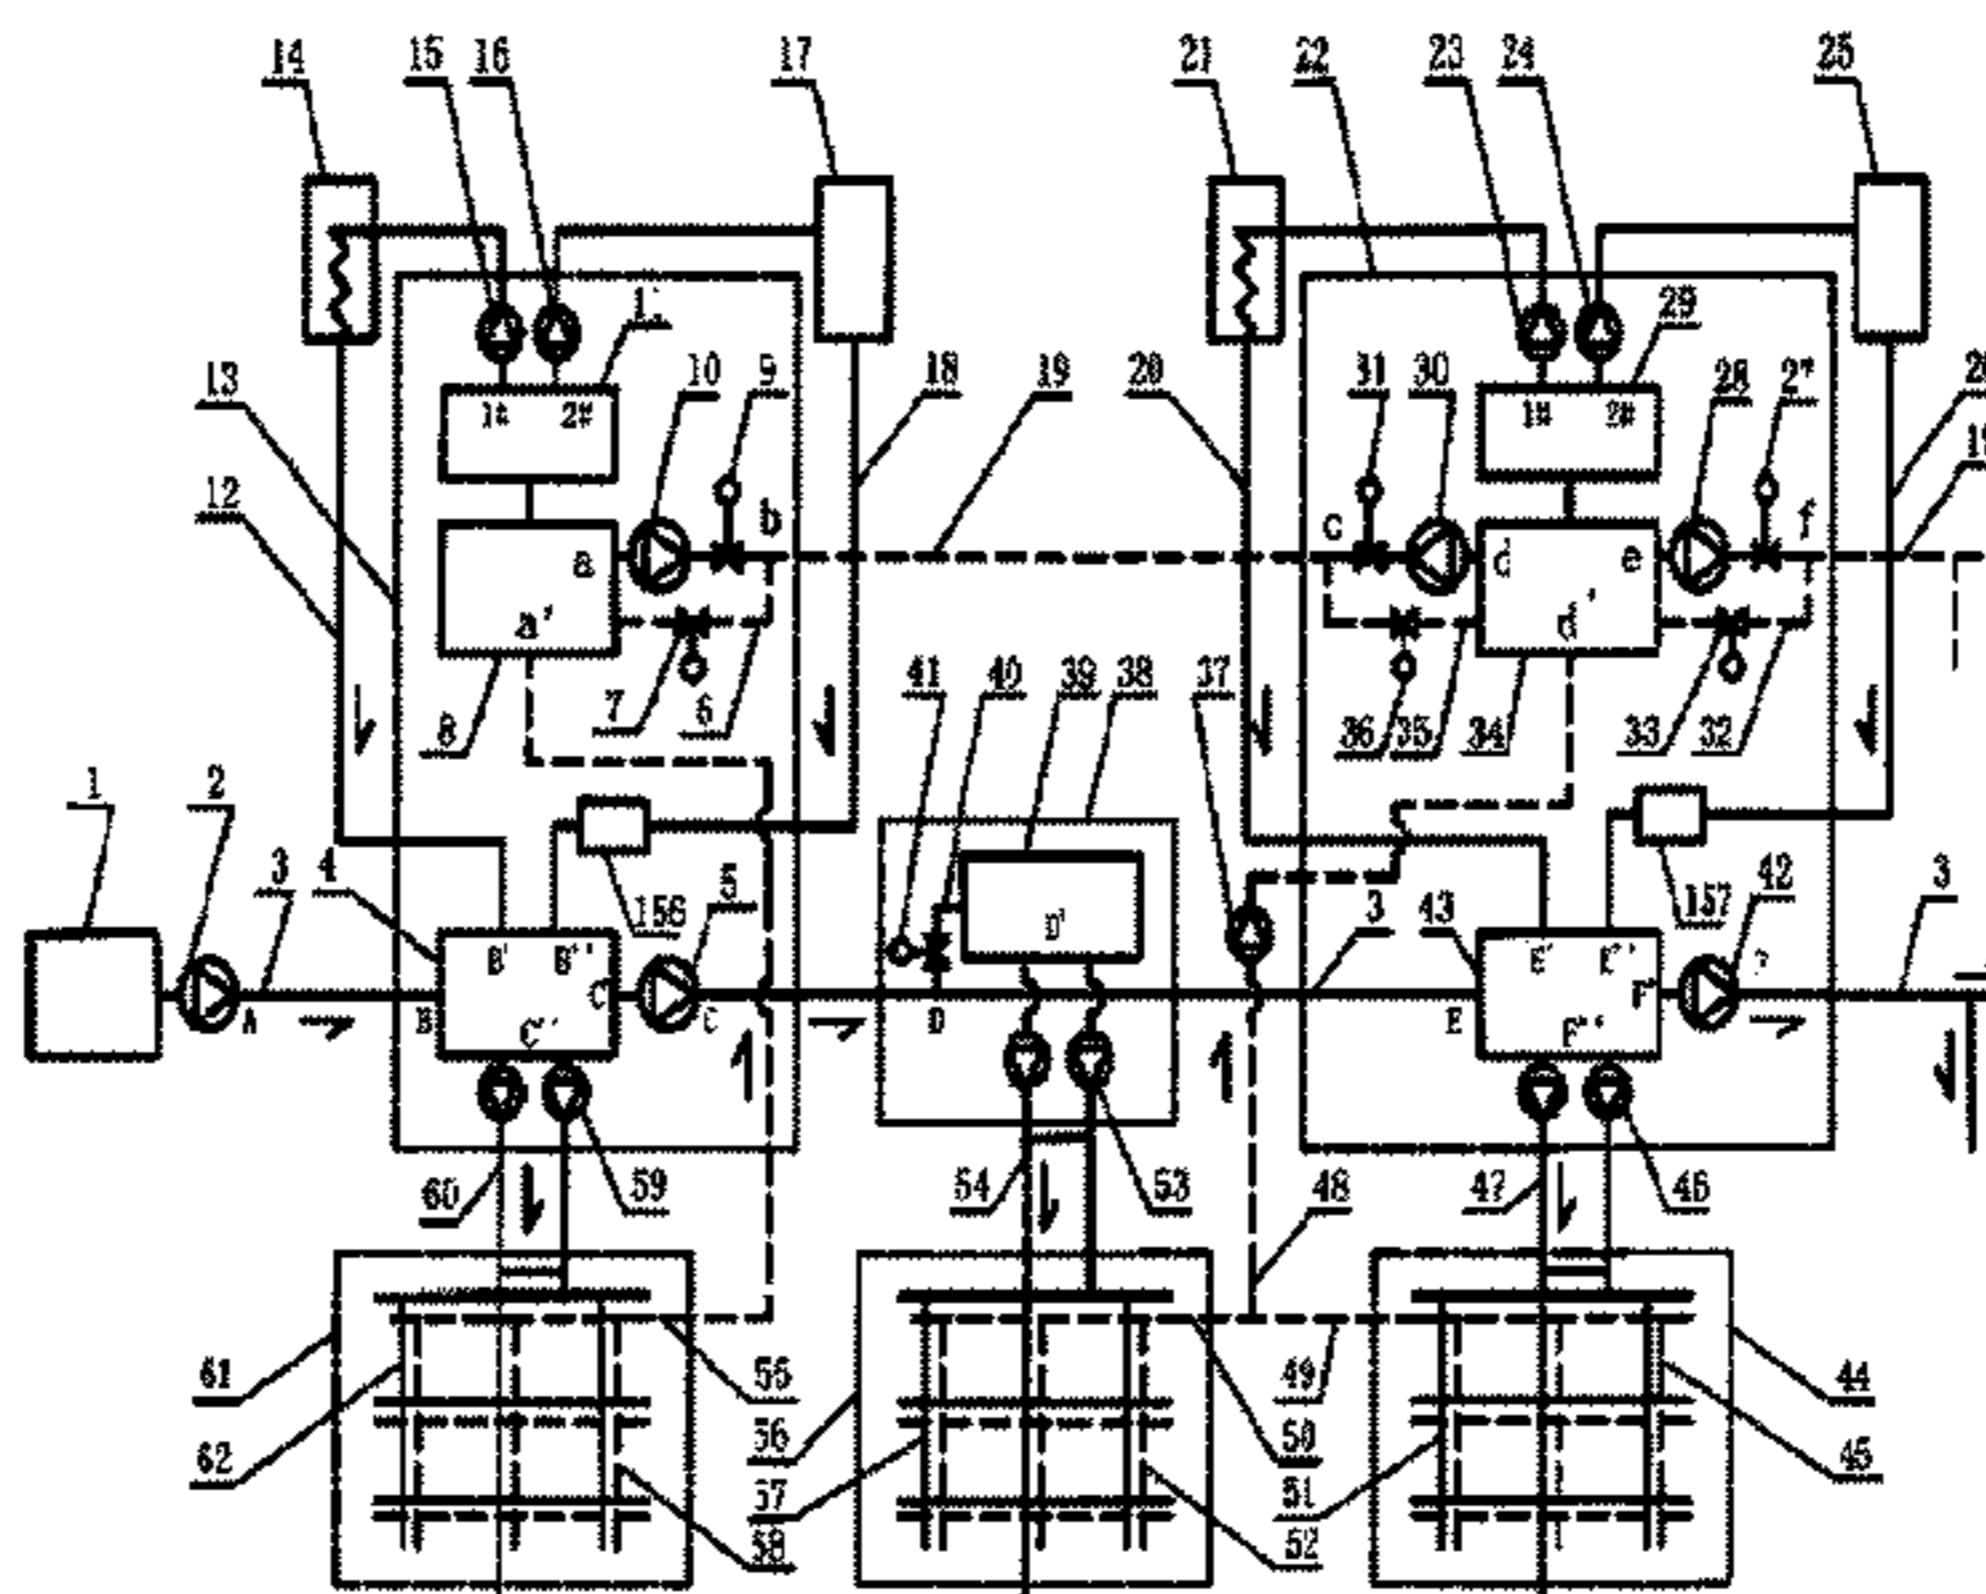 14 15 16 17 21 22 23 24 25
29
13 10 9 18 19 20 31 30
1# 2# 1# 2#
12
b c f
a d e
a' d'
8 7 6 41 40 39 38 37 36 35 34 33 32
1 2
3 4 156 5 D' 3 43 157 42 3
B' B'' E' E''
C' F'
A B C'' C D E F''
60 59 54 53 48 47 46
61 55 49 44
62 56 50 45
57 51
58 52